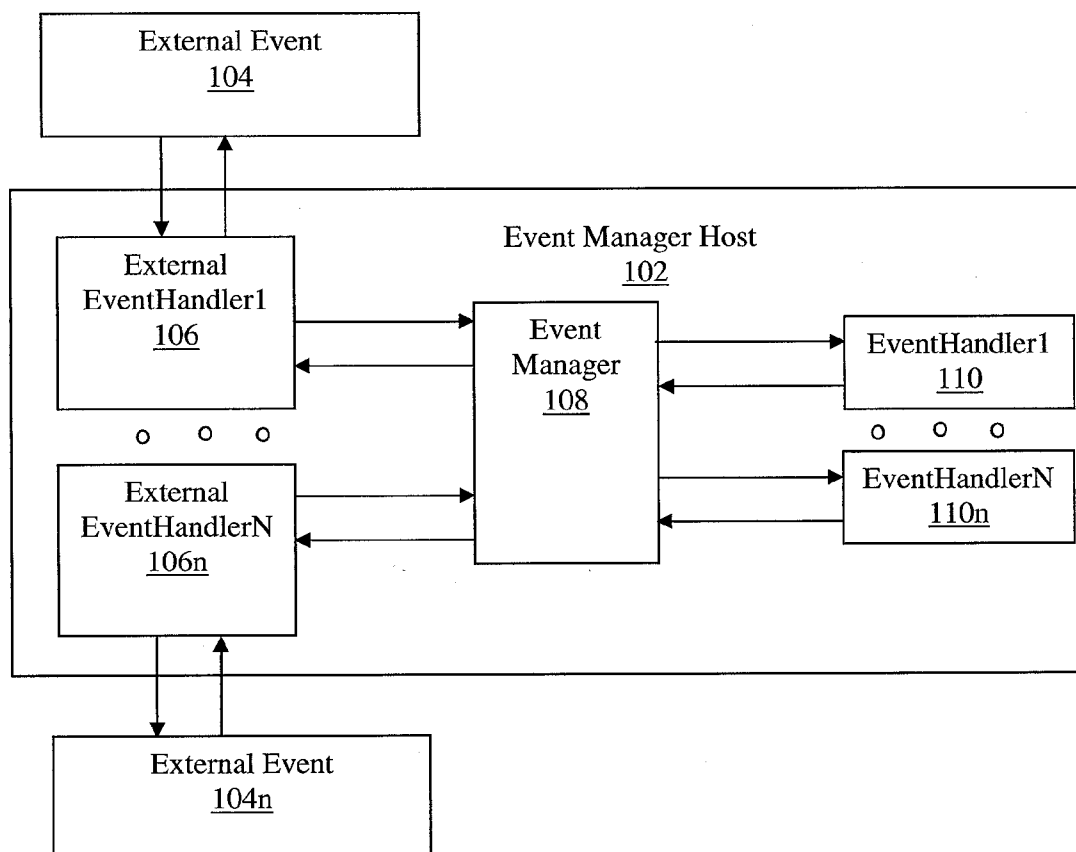 External Event
104
Event Manager Host
102
External
EventHandler1
106
Event
Manager
108
EventHandler1
110
External
EventHandlerN
106n
EventHandlerN
110n
External Event
104n